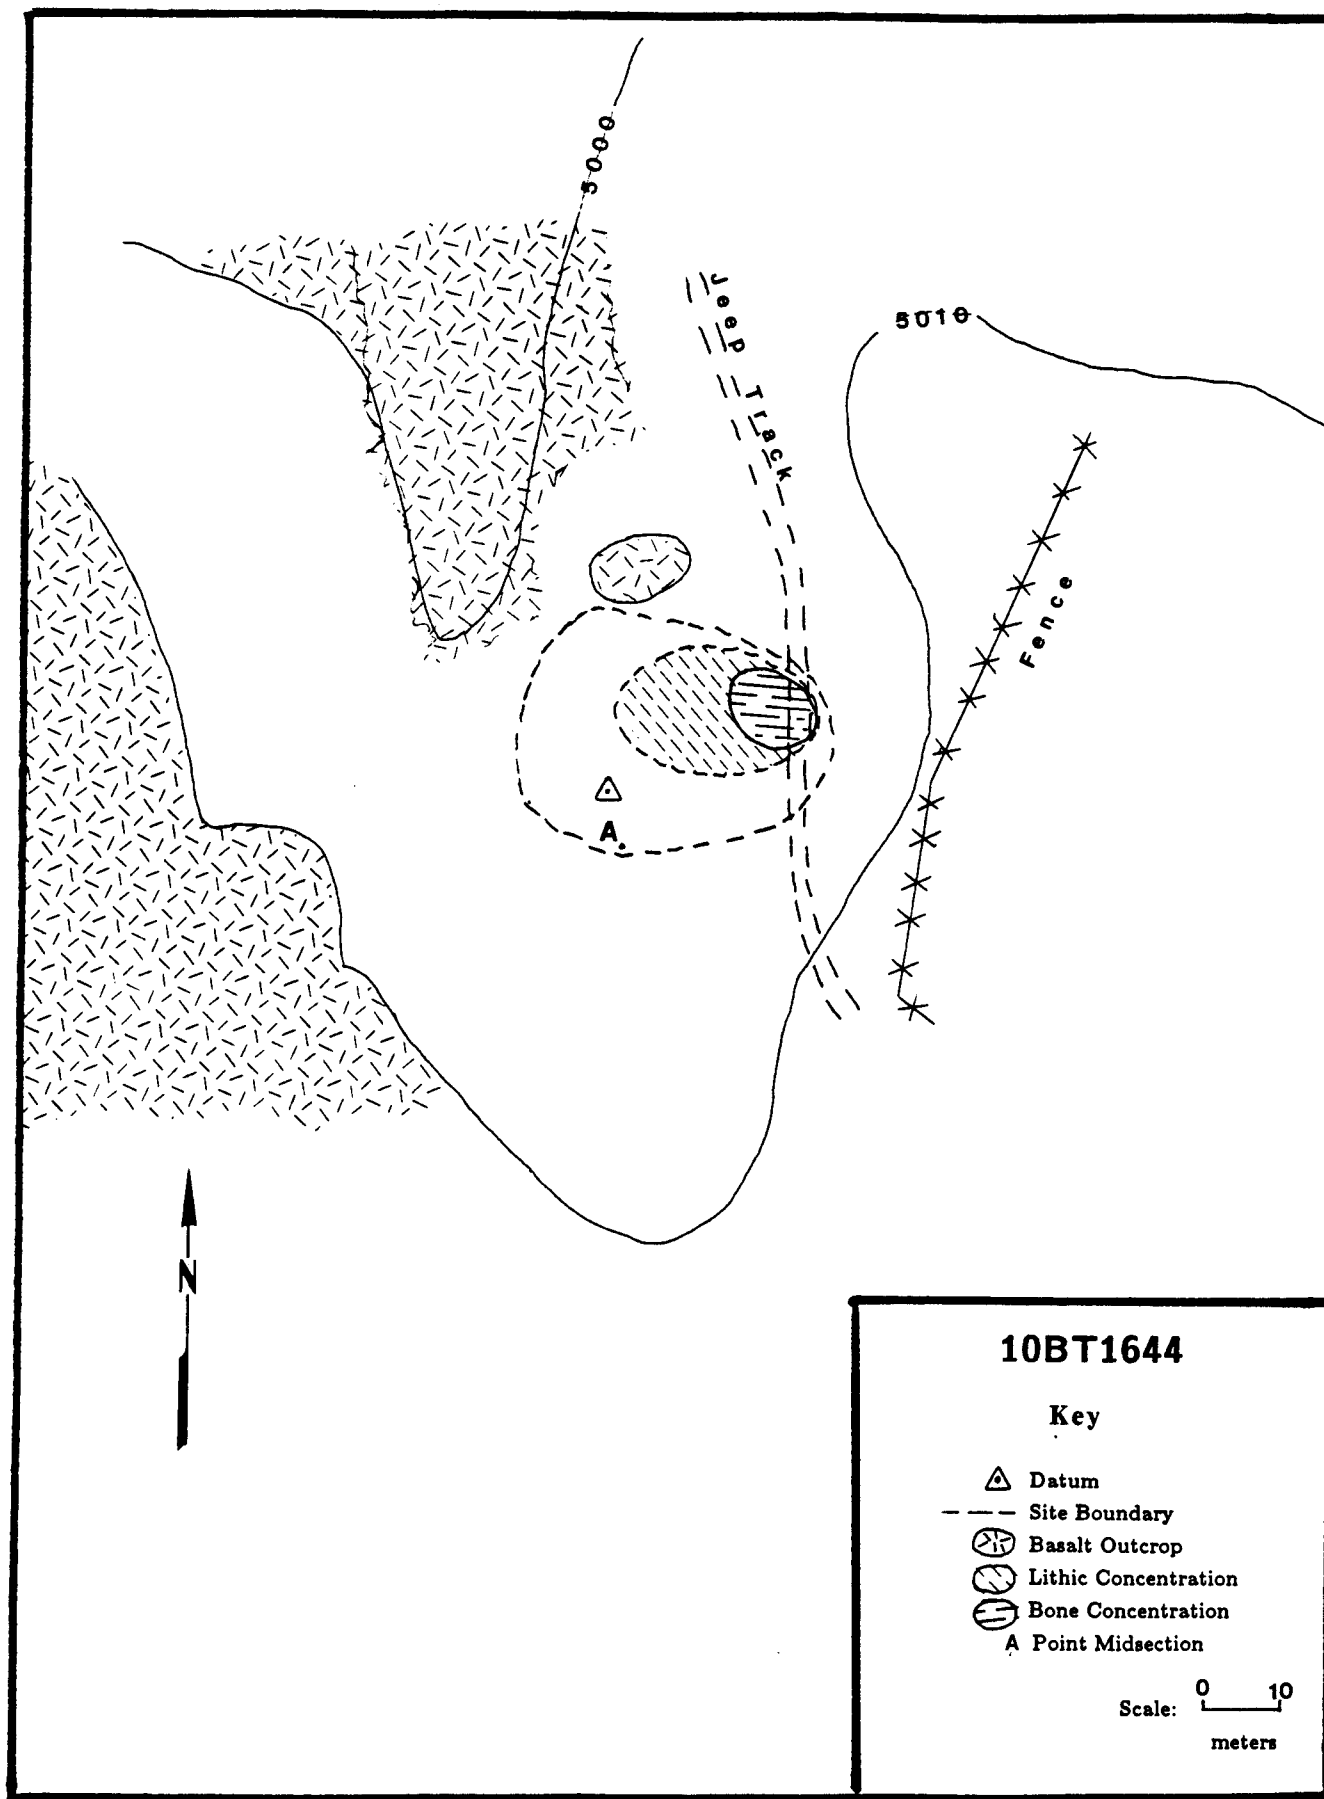 5000
Jeep Track
5010
Fence
A.
N
10BT1644
Key
Datum
Site Boundary
Basalt Outcrop
Lithic Concentration
Bone Concentration
A Point Midsection
0 10
Scale:
meters